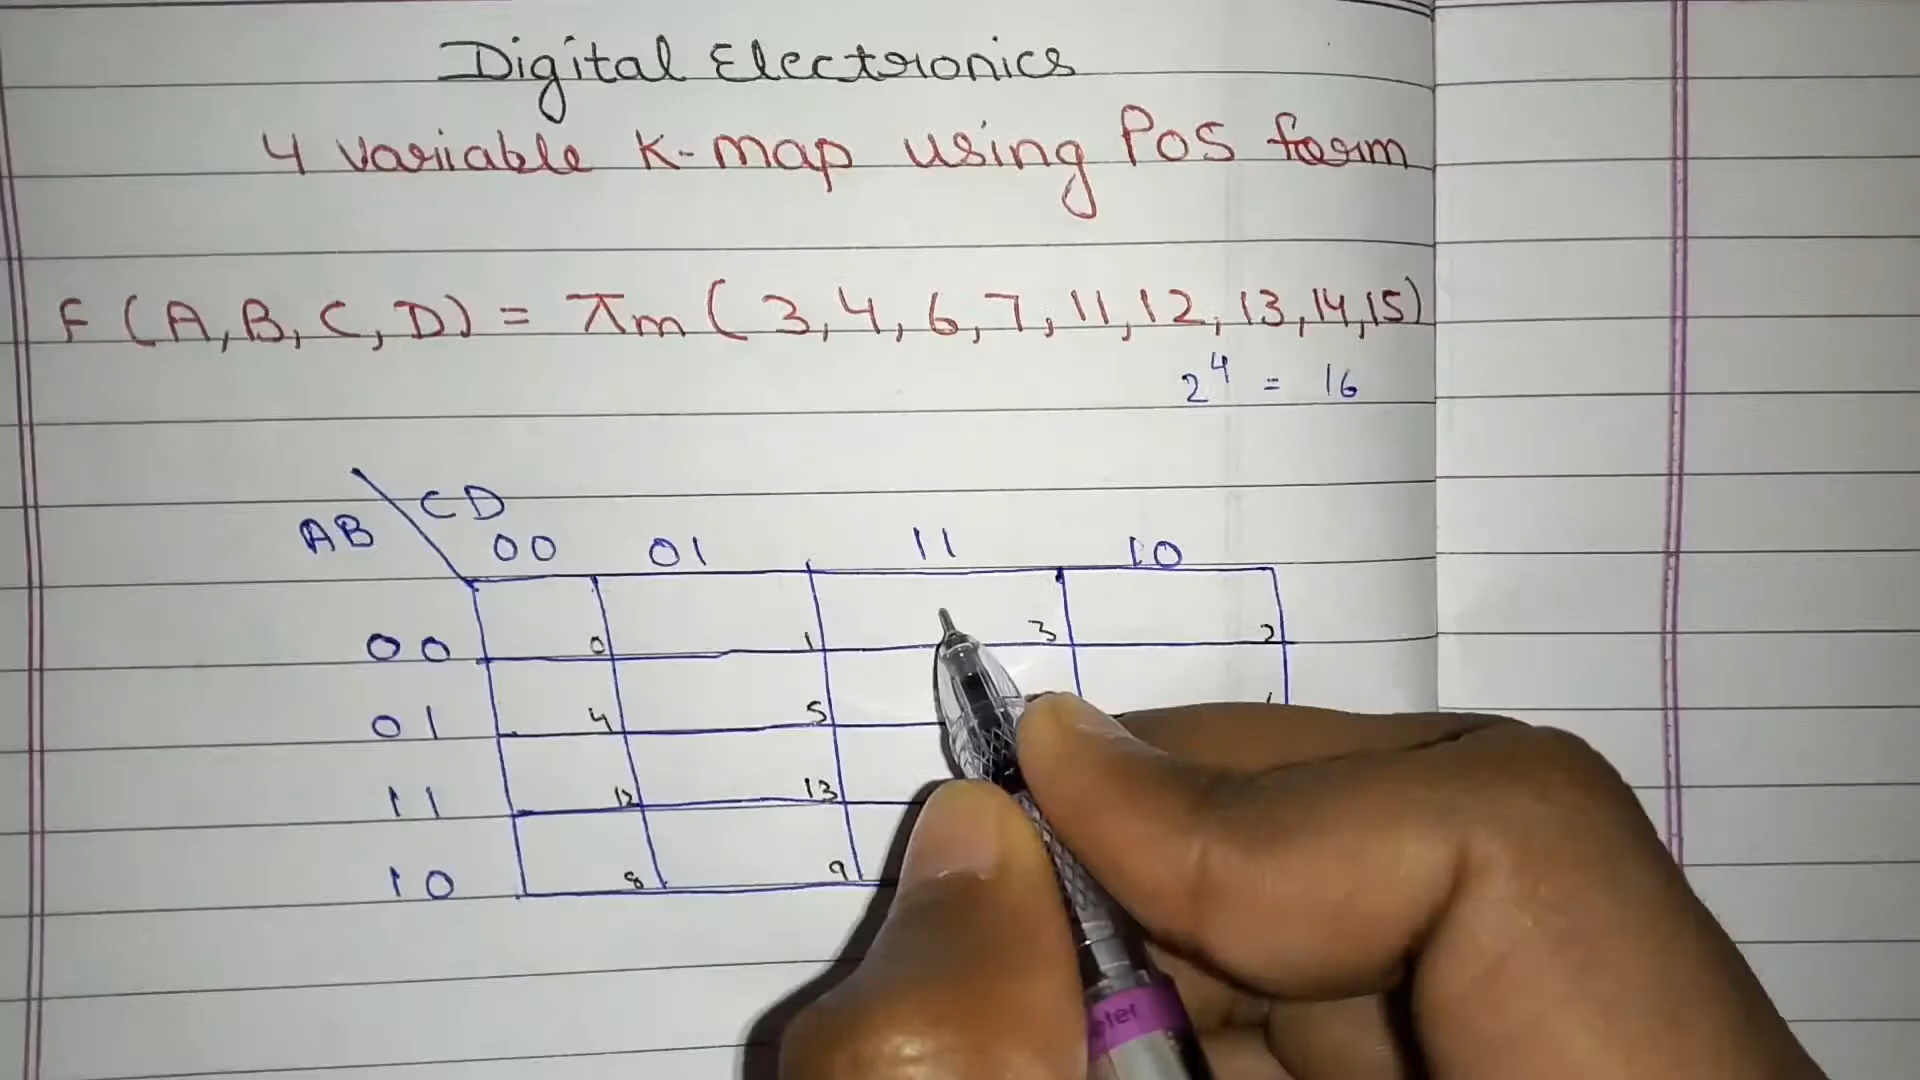 Digital Electronics
4 variable K-map using POS form
F(A,B,C,D) = πm(3,4,6,7,11,12,13,14,15)
2^4 = 16
CD
AB 00 01 11 10
00 0 1 3 2
01 4 5
11 12 13
10 8 9